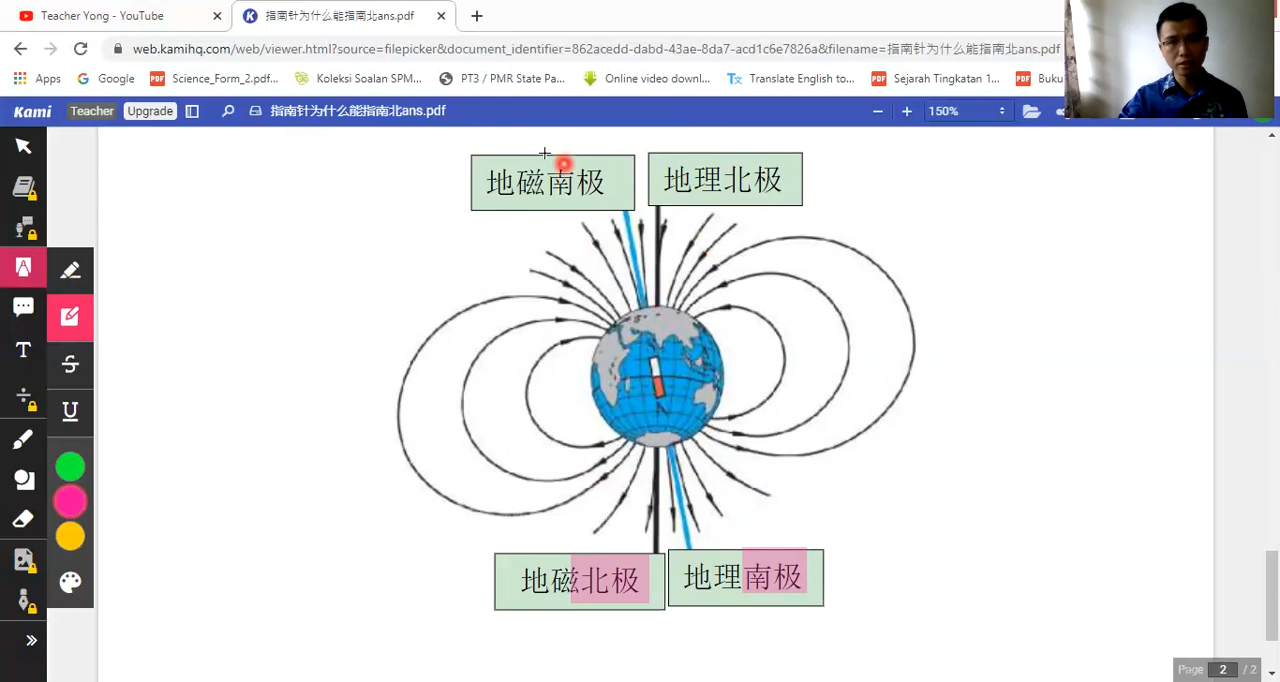 Teacher Yong - YouTube
指南针为什么能指南北ans.pdf
web.kamihq.com/web/viewer.html?source=filepicker&document_identifier=862acedd-dabd-43ae-8da7-acd1c6e7826a&filename=指南针为什么能指南北ans.pdf
Apps
Google
Science_Form_2.pdf...
Koleksi Soalan SPM...
PT3 / PMR State Pa...
Online video downl...
Translate English to...
Sejarah Tingkatan 1...
Buku
Kami
Teacher
Upgrade
指南针为什么能指南北ans.pdf
150%
地磁南极
地理北极
地磁北极
地理南极
Page 2 / 2